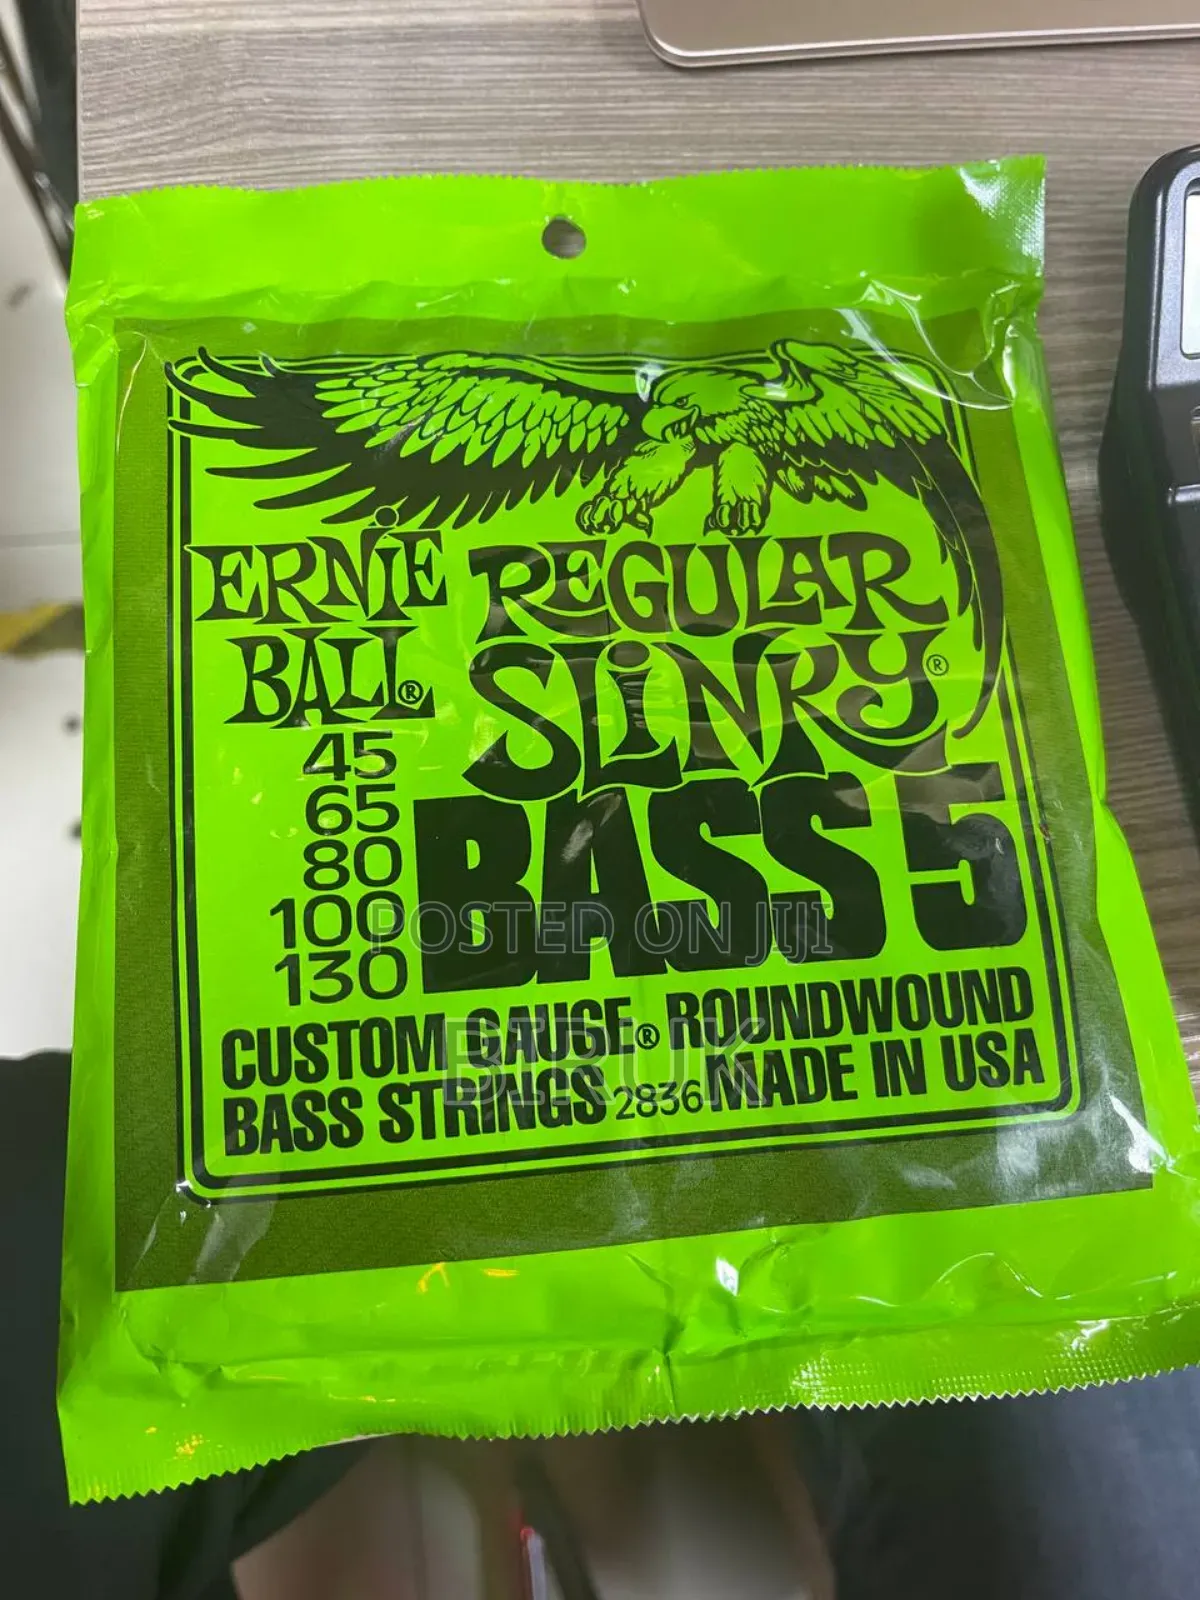 ERNiE BALL®
REGULAR SLiNKY®
BASS 5
45
65
80
100
130
CUSTOM GAUGE® ROUNDWOUND
BASS STRINGS 2836 MADE IN USA
POSTED ON JIJI
BIRUK